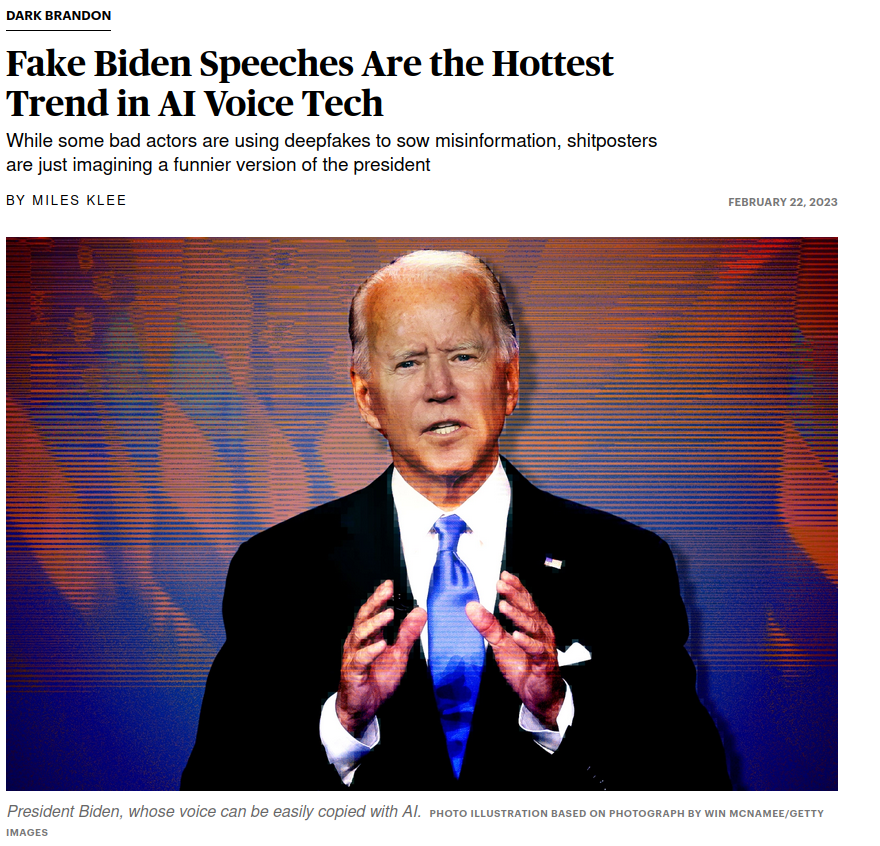 DARK BRANDON
Fake Biden Speeches Are the Hottest
Trend in AI Voice Tech
While some bad actors are using deepfakes to sow misinformation, shitposters
are just imagining a funnier version of the president
BY MILES KLEE
FEBRUARY 22, 2023
President Biden, whose voice can be easily copied with AI. PHOTO ILLUSTRATION BASED ON PHOTOGRAPH BY WIN MCNAMEE/GETTY
IMAGES